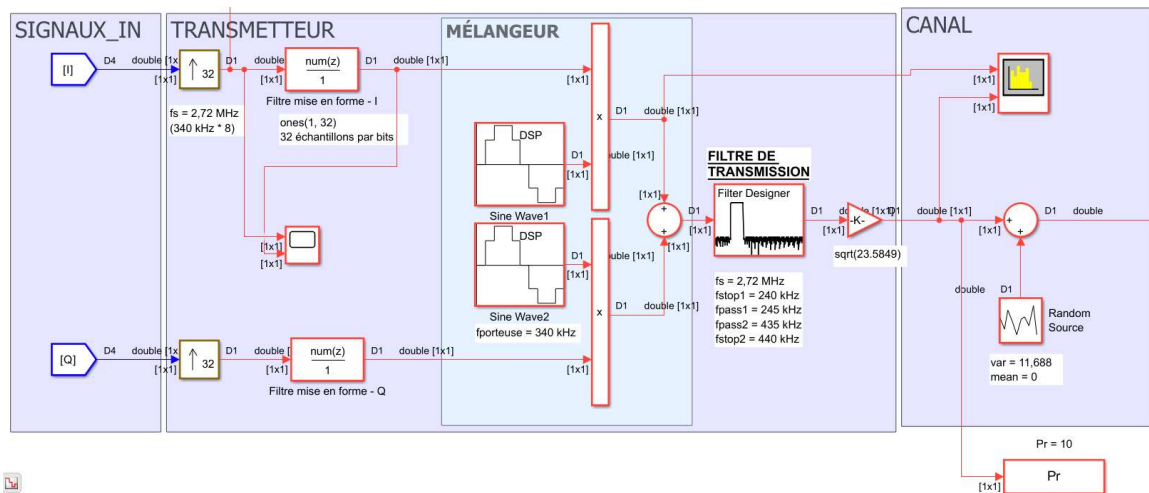 SIGNAUX_IN
TRANSMETTEUR
MÉLANGEUR
CANAL
[I]
D4
double [1x
[1x1]
32
D1
double
[1x1]
num(z)
1
D1
double [1x1]
Filtre mise en forme - I
fs = 2,72 MHz
(340 kHz * 8)
ones(1, 32)
32 échantillons par bits
[1x1]
x
D1
double [1x1]
DSP
D1
[1x1]
Sine Wave1
[1x1]
[1x1]
DSP
D1
[1x1]
Sine Wave2
fporteuse = 340 kHz
double [1x1]
x
D1
double [1x1]
[1x1]
[1x1]
+
+
[1x1]
D1
[1x1]
FILTRE DE
TRANSMISSION
Filter Designer
D1
[1x1]
-K-
D1
double [1x1]
sqrt(23.5849)
fs = 2,72 MHz
fstop1 = 240 kHz
fpass1 = 245 kHz
fpass2 = 435 kHz
fstop2 = 440 kHz
[Q]
D4
double [1x
[1x1]
32
D1
double [
[1x1]
num(z)
1
D1
double [1x1]
[1x1]
Filtre mise en forme - Q
[1x1]
[1x1]
[1x1]
+
+
D1
double
double
D1
Random
Source
var = 11,688
mean = 0
Pr = 10
Pr
[1x1]